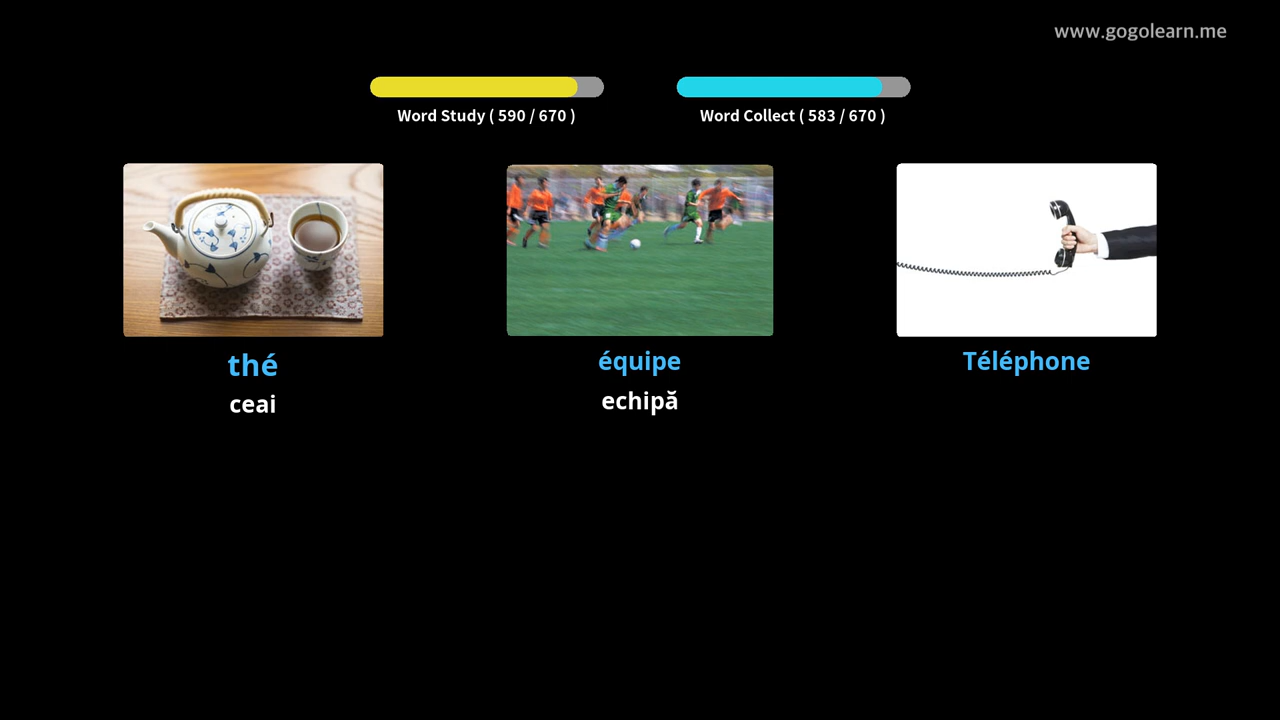 www.gogolearn.me
Word Study ( 590 / 670 )
Word Collect ( 583 / 670 )
thé
ceai
équipe
echipă
Téléphone